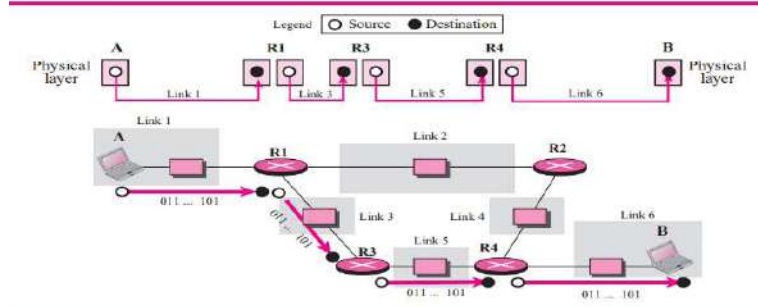 Legend Source Destination
A R1 R3 R4 B
Physical layer Physical layer
Link 1 Link 3 Link 5 Link 6
Link 1
A
R1
Link 2
R2
011 ... 101
011 ... 101
Link 3
Link 4
Link 6
B
R3
Link 5
R4
011 ... 101
011 ... 101